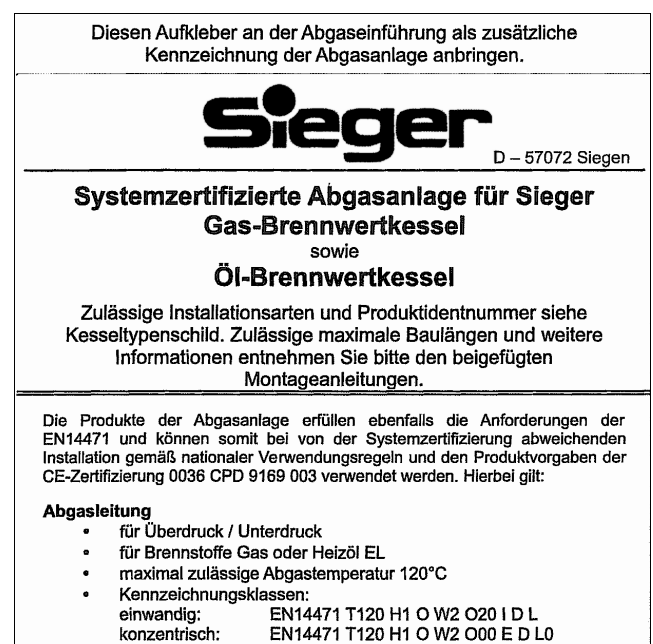 Diesen Aufkleber an der Abgaseinführung als zusätzliche
Kennzeichnung der Abgasanlage anbringen.
Sieger
D – 57072 Siegen
Systemzertifizierte Abgasanlage für Sieger
Gas-Brennwertkessel
sowie
Öl-Brennwertkessel
Zulässige Installationsarten und Produktidentnummer siehe
Kesseltypenschild. Zulässige maximale Baulängen und weitere
Informationen entnehmen Sie bitte den beigefügten
Montageanleitungen.
Die Produkte der Abgasanlage erfüllen ebenfalls die Anforderungen der
EN14471 und können somit bei von der Systemzertifizierung abweichenden
Installation gemäß nationaler Verwendungsregeln und den Produktvorgaben der
CE-Zertifizierung 0036 CPD 9169 003 verwendet werden. Hierbei gilt:
Abgasleitung
• für Überdruck / Unterdruck
• für Brennstoffe Gas oder Heizöl EL
• maximal zulässige Abgastemperatur 120°C
• Kennzeichnungsklassen:
einwandig: EN14471 T120 H1 O W2 O20 I D L
konzentrisch: EN14471 T120 H1 O W2 O00 E D L0